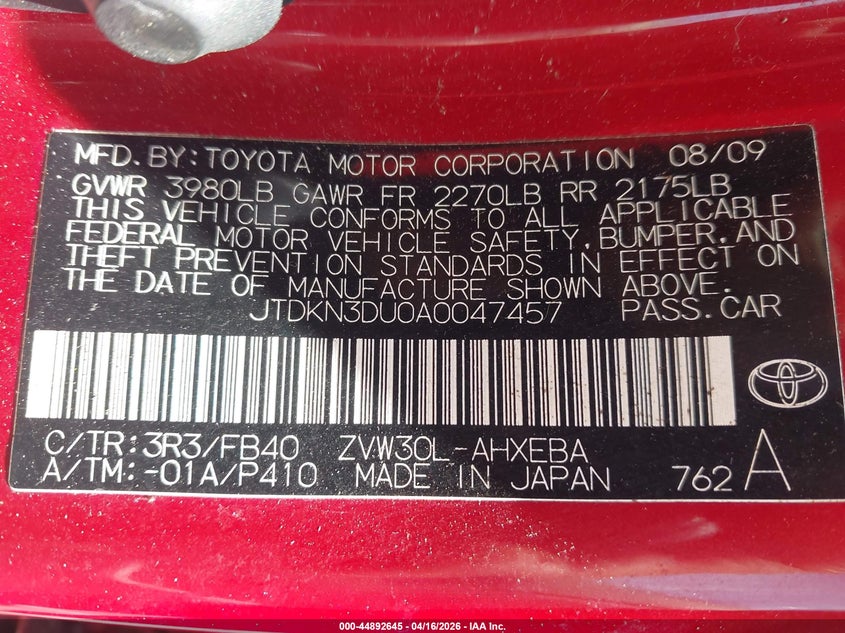 MFD.BY:TOYOTA MOTOR CORPORATION 08/09
GVWR 3980LB GAWR FR 2270LB RR 2175LB
THIS VEHICLE CONFORMS TO ALL APPLICABLE
FEDERAL MOTOR VEHICLE SAFETY,BUMPER,AND
THEFT PREVENTION STANDARDS IN EFFECT ON
THE DATE OF MANUFACTURE SHOWN ABOVE.
JTDKN3DU0A0047457 PASS.CAR
C/TR:3R3/FB40 ZVW30L-AHXEBA
A/TM:-01A/P410 MADE IN JAPAN 762 A
000-44892645 - 04/16/2026 - IAA Inc.